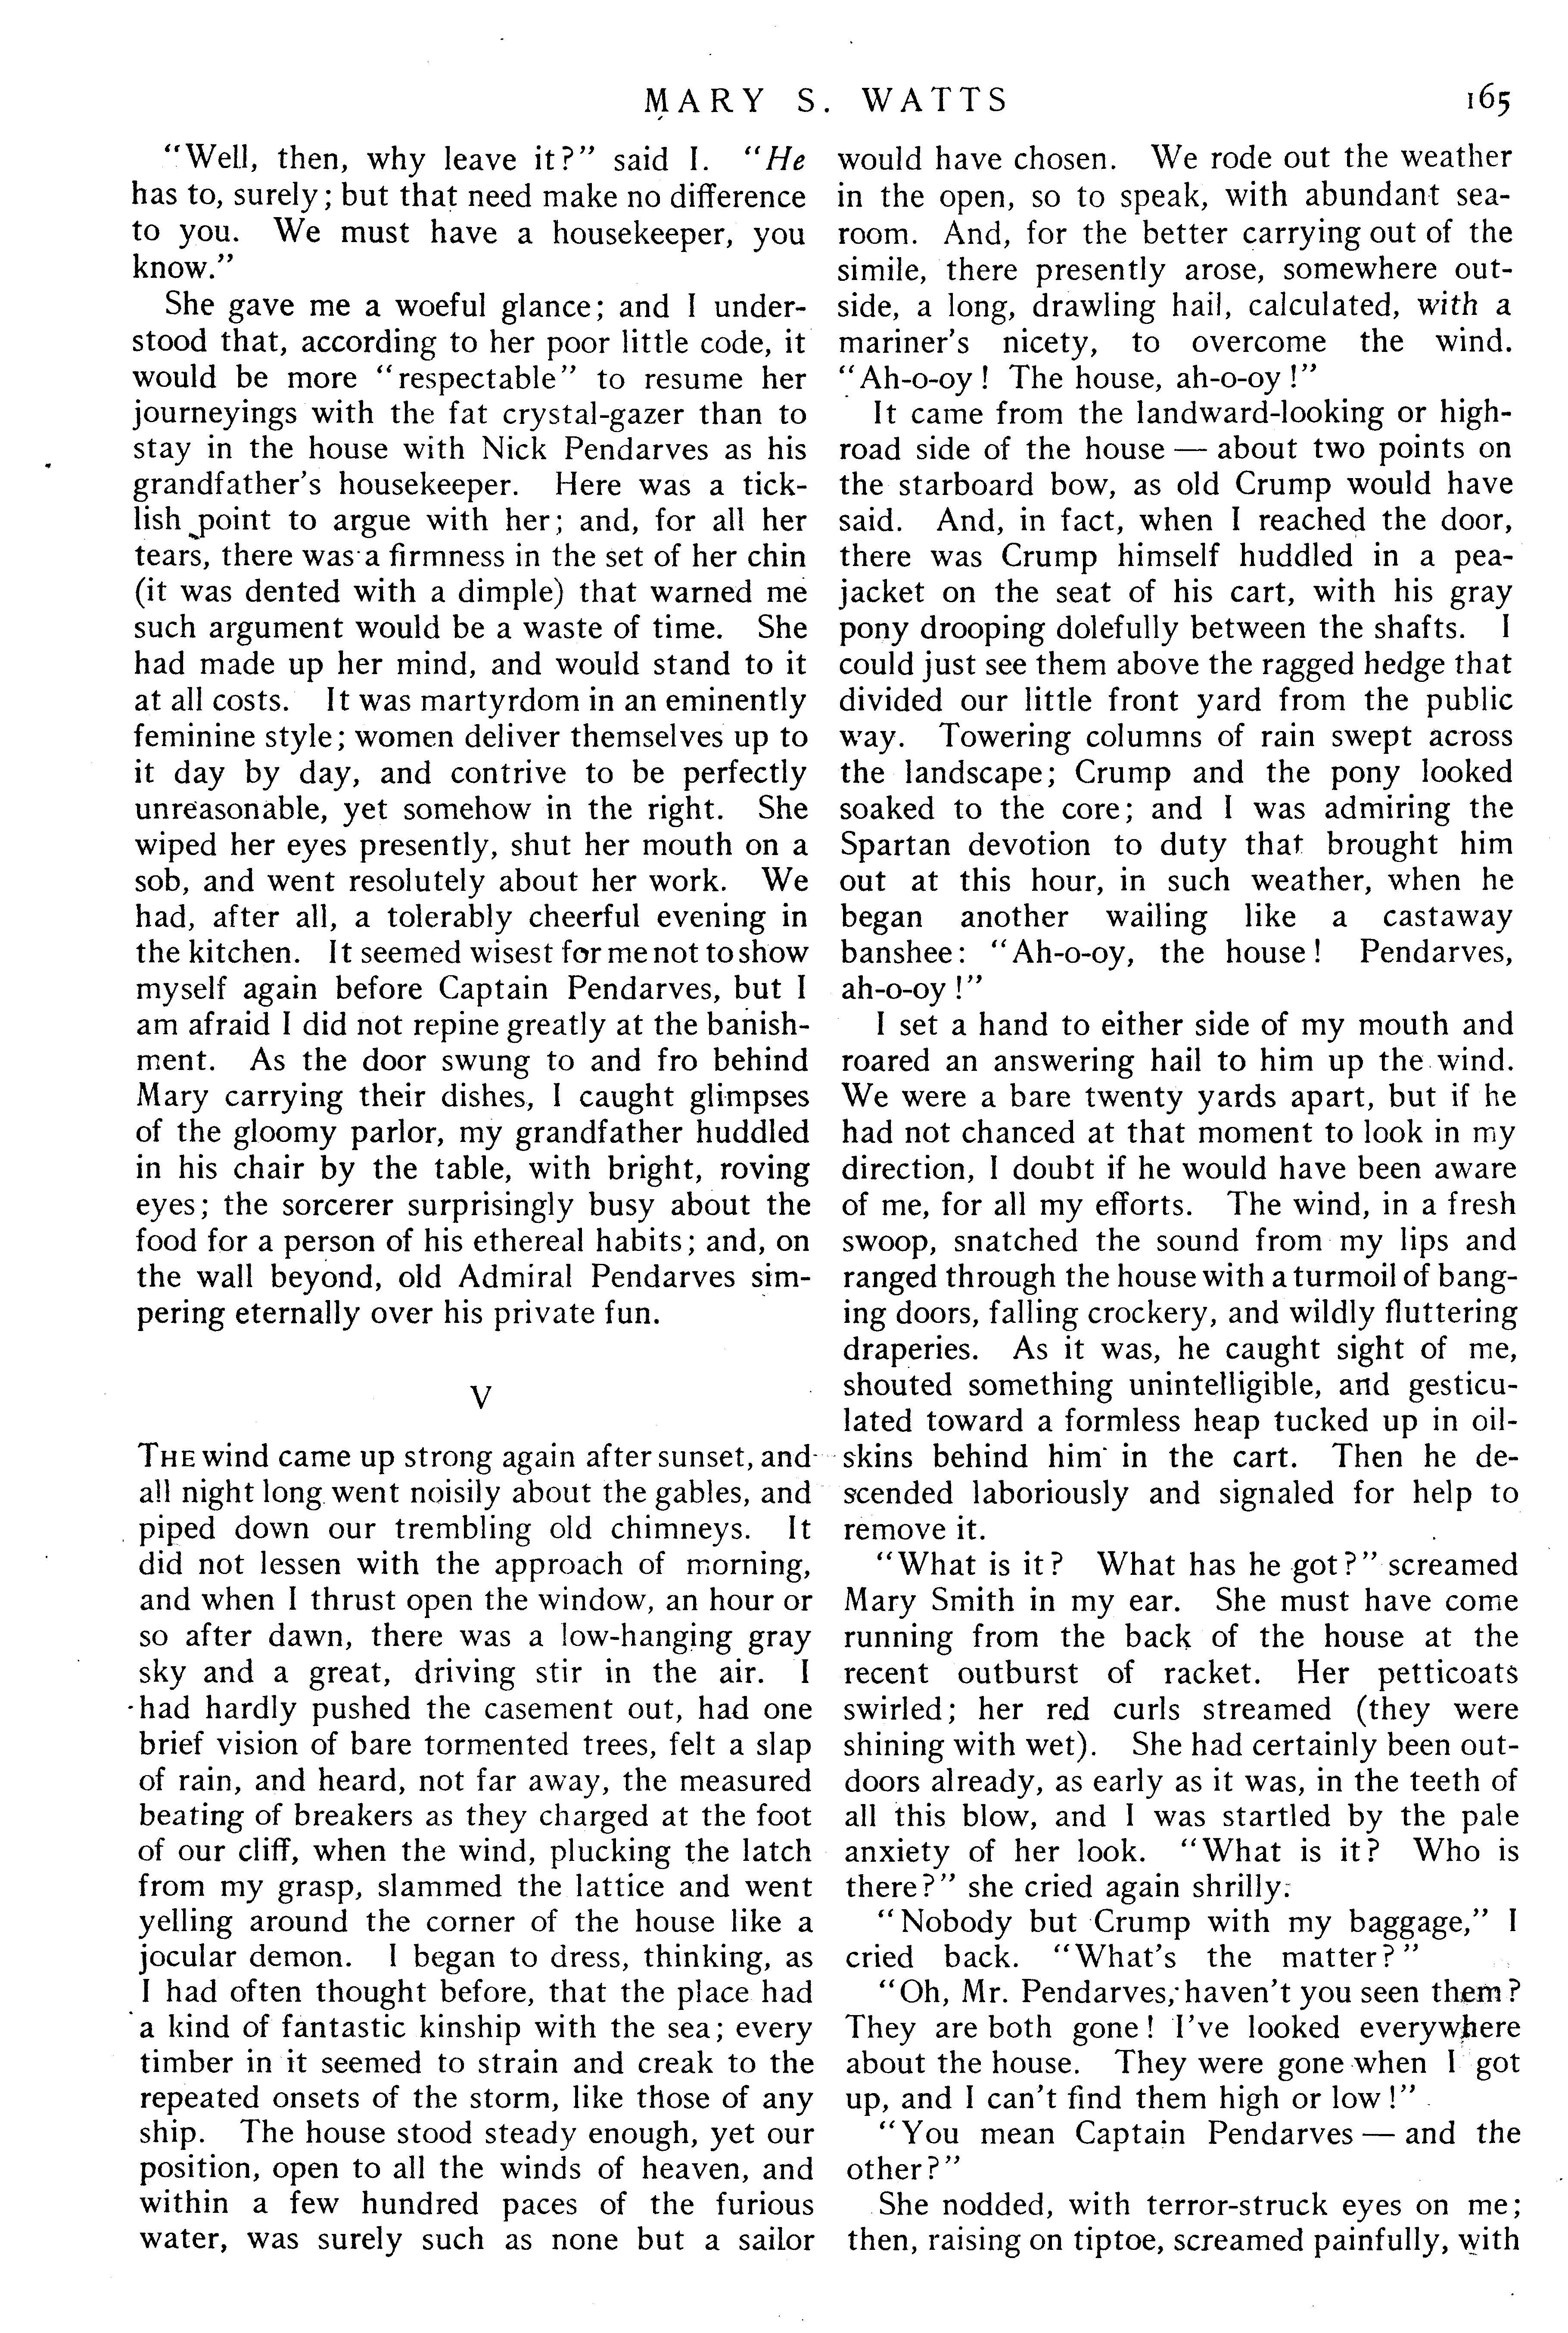 MARY S. WATTS
165
"Well, then, why leave it?" said I. "He
has to, surely; but that need make no difference
to you. We must have a housekeeper, you
know."
She gave me a woeful glance; and I under-
stood that, according to her poor little code, it
would be more "respectable" to resume her
journeyings with the fat crystal-gazer than to
stay in the house with Nick Pendarves as his
grandfather's housekeeper. Here was a tick-
lish point to argue with her; and, for all her
tears, there was a firmness in the set of her chin
(it was dented with a dimple) that warned me
such argument would be a waste of time. She
had made up her mind, and would stand to it
at all costs. It was martyrdom in an eminently
feminine style; women deliver themselves up to
it day by day, and contrive to be perfectly
unreasonable, yet somehow in the right. She
wiped her eyes presently, shut her mouth on a
sob, and went resolutely about her work. We
had, after all, a tolerably cheerful evening in
the kitchen. It seemed wisest for me not to show
myself again before Captain Pendarves, but I
am afraid I did not repine greatly at the banish-
ment. As the door swung to and fro behind
Mary carrying their dishes, I caught glimpses
of the gloomy parlor, my grandfather huddled
in his chair by the table, with bright, roving
eyes; the sorcerer surprisingly busy about the
food for a person of his ethereal habits; and, on
the wall beyond, old Admiral Pendarves sim-
pering eternally over his private fun.
V
THE wind came up strong again after sunset, and
all night long went noisily about the gables, and
piped down our trembling old chimneys. It
did not lessen with the approach of morning,
and when I thrust open the window, an hour or
so after dawn, there was a low-hanging gray
sky and a great, driving stir in the air. I
had hardly pushed the casement out, had one
brief vision of bare tormented trees, felt a slap
of rain, and heard, not far away, the measured
beating of breakers as they charged at the foot
of our cliff, when the wind, plucking the latch
from my grasp, slammed the lattice and went
yelling around the corner of the house like a
jocular demon. I began to dress, thinking, as
I had often thought before, that the place had
a kind of fantastic kinship with the sea; every
timber in it seemed to strain and creak to the
repeated onsets of the storm, like those of any
ship. The house stood steady enough, yet our
position, open to all the winds of heaven, and
within a few hundred paces of the furious
water, was surely such as none but a sailor
would have chosen. We rode out the weather
in the open, so to speak, with abundant sea-
room. And, for the better carrying out of the
simile, there presently arose, somewhere out-
side, a long, drawling hail, calculated, with a
mariner's nicety, to overcome the wind.
"Ah-o-oy! The house, ah-o-oy!"
It came from the landward-looking or high-
road side of the house — about two points on
the starboard bow, as old Crump would have
said. And, in fact, when I reached the door,
there was Crump himself huddled in a pea-
jacket on the seat of his cart, with his gray
pony drooping dolefully between the shafts. I
could just see them above the ragged hedge that
divided our little front yard from the public
way. Towering columns of rain swept across
the landscape; Crump and the pony looked
soaked to the core; and I was admiring the
Spartan devotion to duty that brought him
out at this hour, in such weather, when he
began another wailing like a castaway
banshee: "Ah-o-oy, the house! Pendarves,
ah-o-oy!"
I set a hand to either side of my mouth and
roared an answering hail to him up the wind.
We were a bare twenty yards apart, but if he
had not chanced at that moment to look in my
direction, I doubt if he would have been aware
of me, for all my efforts. The wind, in a fresh
swoop, snatched the sound from my lips and
ranged through the house with a turmoil of bang-
ing doors, falling crockery, and wildly fluttering
draperies. As it was, he caught sight of me,
shouted something unintelligible, and gesticu-
lated toward a formless heap tucked up in oil-
skins behind him in the cart. Then he de-
scended laboriously and signaled for help to
remove it.
"What is it? What has he got?" screamed
Mary Smith in my ear. She must have come
running from the back of the house at the
recent outburst of racket. Her petticoats
swirled; her red curls streamed (they were
shining with wet). She had certainly been out-
doors already, as early as it was, in the teeth of
all this blow, and I was startled by the pale
anxiety of her look. "What is it? Who is
there?" she cried again shrilly.
"Nobody but Crump with my baggage," I
cried back. "What's the matter?"
"Oh, Mr. Pendarves, haven't you seen them?
They are both gone! I've looked everywhere
about the house. They were gone when I got
up, and I can't find them high or low!"
"You mean Captain Pendarves — and the
other?"
She nodded, with terror-struck eyes on me;
then, raising on tiptoe, screamed painfully, with